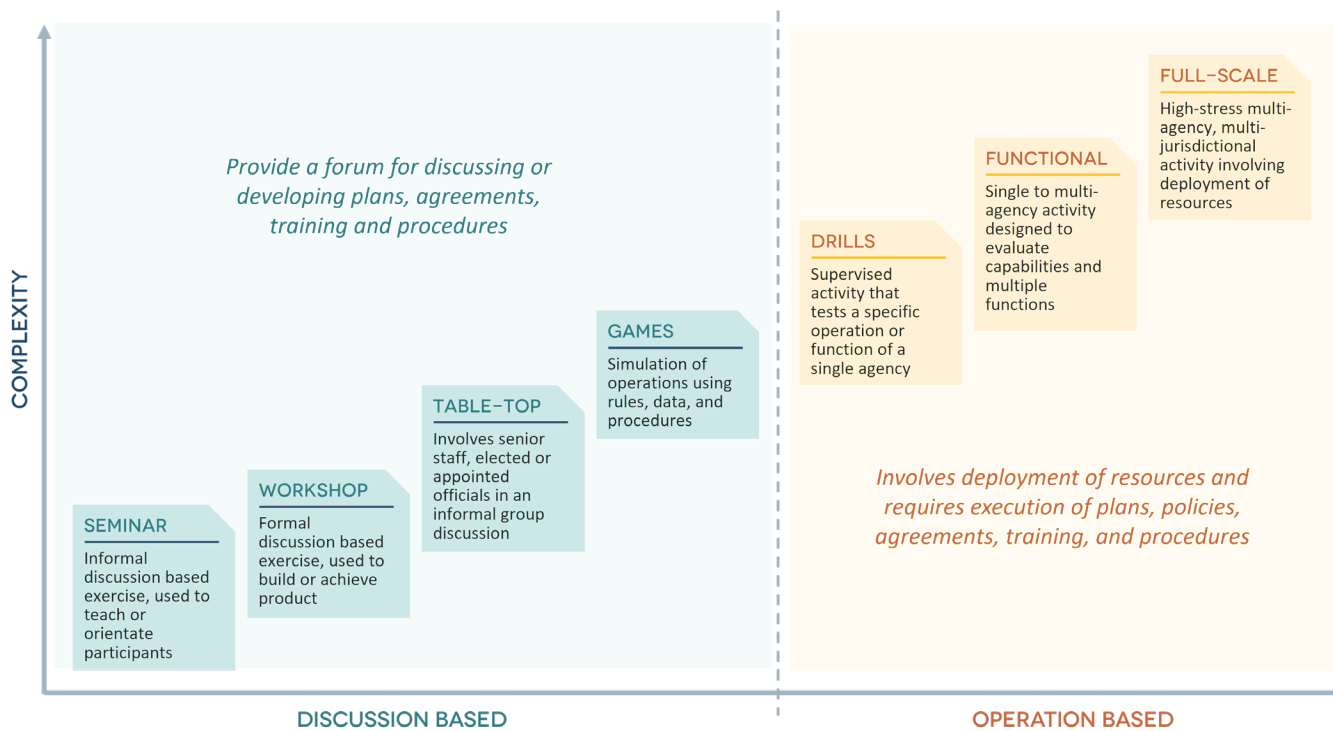 COMPLEXITY
Provide a forum for discussing or
developing plans, agreements,
training and procedures
SEMINAR
Informal
discussion based
exercise, used to
teach or
orientate
participants
WORKSHOP
Formal
discussion based
exercise, used to
build or achieve
product
TABLE-TOP
Involves senior
staff, elected or
appointed
officials in an
informal group
discussion
GAMES
Simulation of
operations using
rules, data, and
procedures
DRILLS
Supervised
activity that
tests a specific
operation or
function of a
single agency
FUNCTIONAL
Single to multi-
agency activity
designed to
evaluate
capabilities and
multiple
functions
FULL-SCALE
High-stress multi-
agency, multi-
jurisdictional
activity involving
deployment of
resources
Involves deployment of resources and
requires execution of plans, policies,
agreements, training, and procedures
DISCUSSION BASED
OPERATION BASED